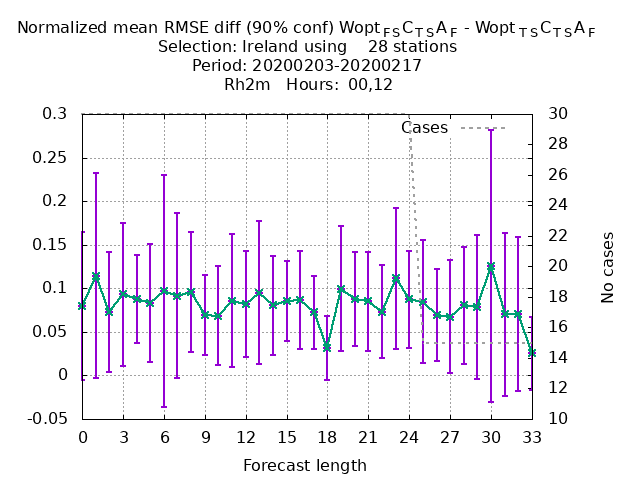 Normalized mean RMSE diff (90% conf) Wopt FS C TS A F - Wopt TS C TS A F
Selection: Ireland using 28 stations
Period: 20200203-20200217
Rh2m Hours: 00,12
Cases
0.3
0.25
0.2
0.15
0.1
0.05
0
-0.05
30
28
26
24
22
20
18
16
14
12
10
No cases
0 3 6 9 12 15 18 21 24 27 30 33
Forecast length